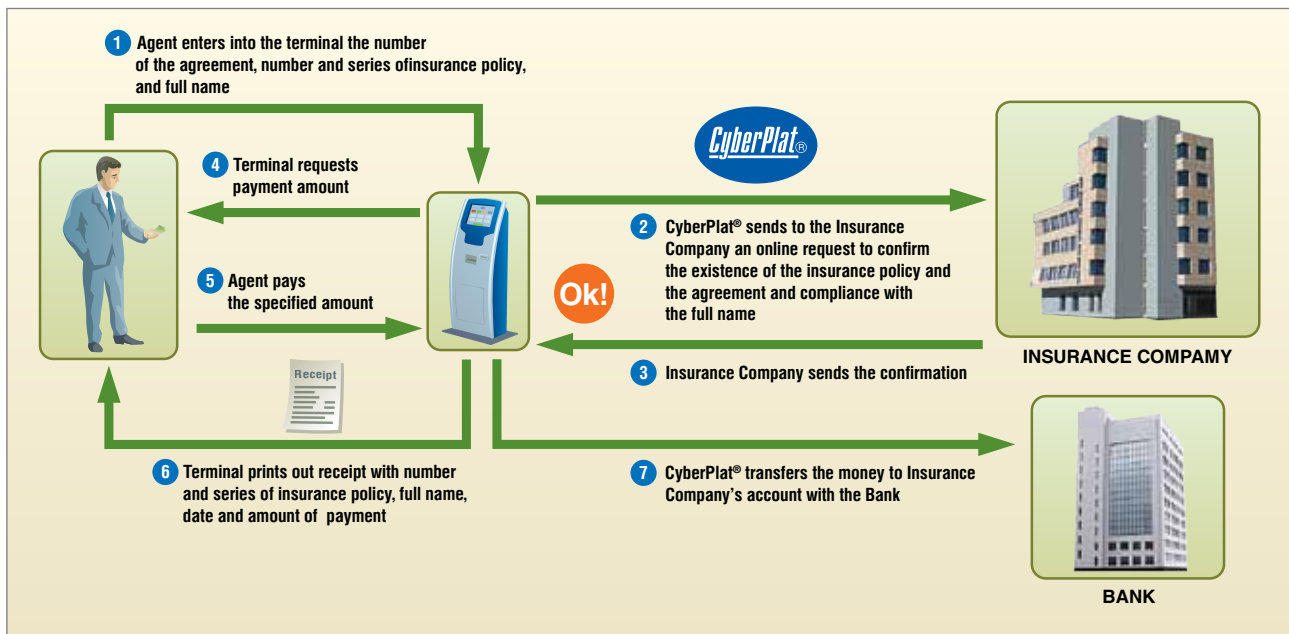 1 Agent enters into the terminal the number
of the agreement, number and series ofinsurance policy,
and full name
CyberPlat®
4 Terminal requests
payment amount
2 CyberPlat® sends to the Insurance
Company an online request to confirm
the existence of the insurance policy and
the agreement and compliance with
the full name
5 Agent pays
the specified amount
Ok!
INSURANCE COMPAMY
3 Insurance Company sends the confirmation
Receipt
6 Terminal prints out receipt with number
and series of insurance policy, full name,
date and amount of payment
7 CyberPlat® transfers the money to Insurance
Company's account with the Bank
BANK